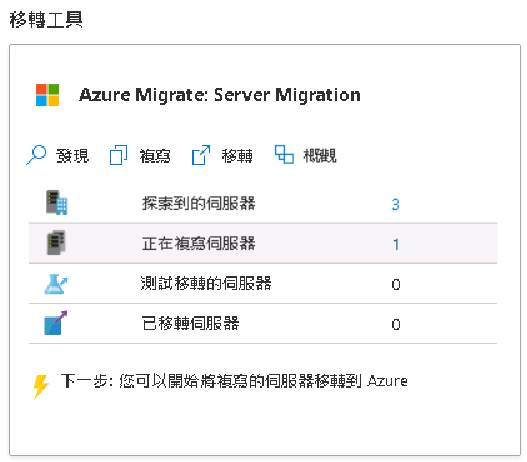 移轉工具
Azure Migrate: Server Migration
發現 複寫 移轉 概觀
探索到的伺服器 3
正在複寫伺服器 1
測試移轉的伺服器 0
已移轉伺服器 0
下一步: 您可以開始將複寫的伺服器移轉到 Azure